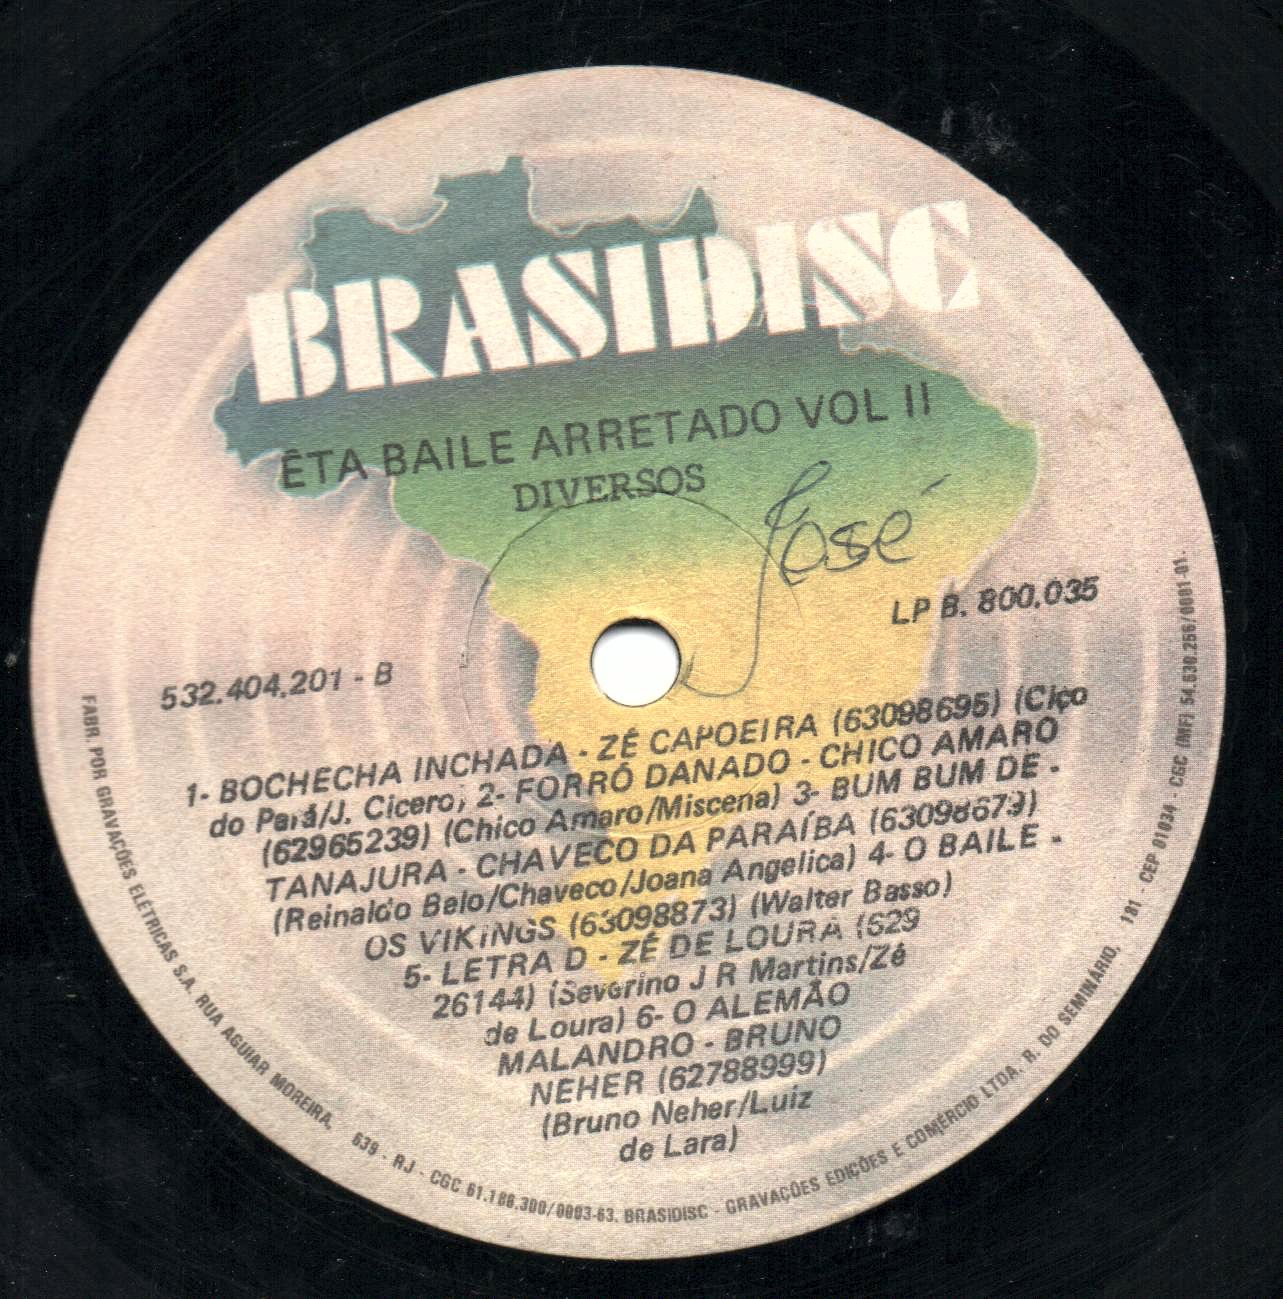 BRASIDISC
ÊTA BAILE ARRETADO VOL II
DIVERSOS
José
LP B. 800.035
532.404.201 - B
1- BOCHECHA INCHADA - ZÉ CAPOEIRA (63098695) (Ciço
do Pará/J. Cicero) 2- FORRÓ DANADO - CHICO AMARO
(62965239) (Chico Amaro/Miscena) 3- BUM BUM DE -
TANAJURA - CHAVECO DA PARAÍBA (63098679)
(Reinaldo Belo/Chaveco/Joana Angelica) 4- O BAILE -
OS VIKINGS (63098873) (Walter Basso)
5- LETRA D - ZÉ DE LOURA (629
26144) (Severino J R Martins/Zé
de Loura) 6- O ALEMÃO
MALANDRO - BRUNO
NEHER (62788999)
(Bruno Neher/Luiz
de Lara)
FABR. POR GRAVAÇÕES ELÉTRICAS S.A. RUA AGUIAR MOREIRA, 639 - RJ - CGC 61.186.300/0003-63. BRASIDISC - GRAVAÇÕES EDIÇÕES E COMÉRCIO LTDA. R. DO SEMINÁRIO, 191 - CEP 01034 - CGC (MF) 54.630.256/0001-01.